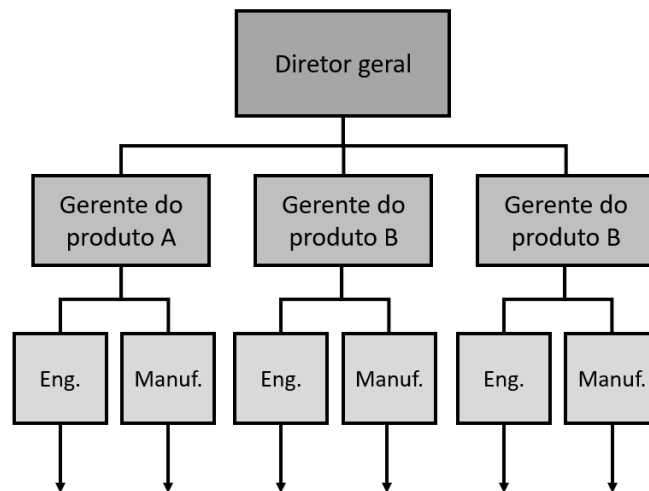 Diretor geral
Gerente do
produto A
Gerente do
produto B
Gerente do
produto B
Eng.
Manuf.
Eng.
Manuf.
Eng.
Manuf.